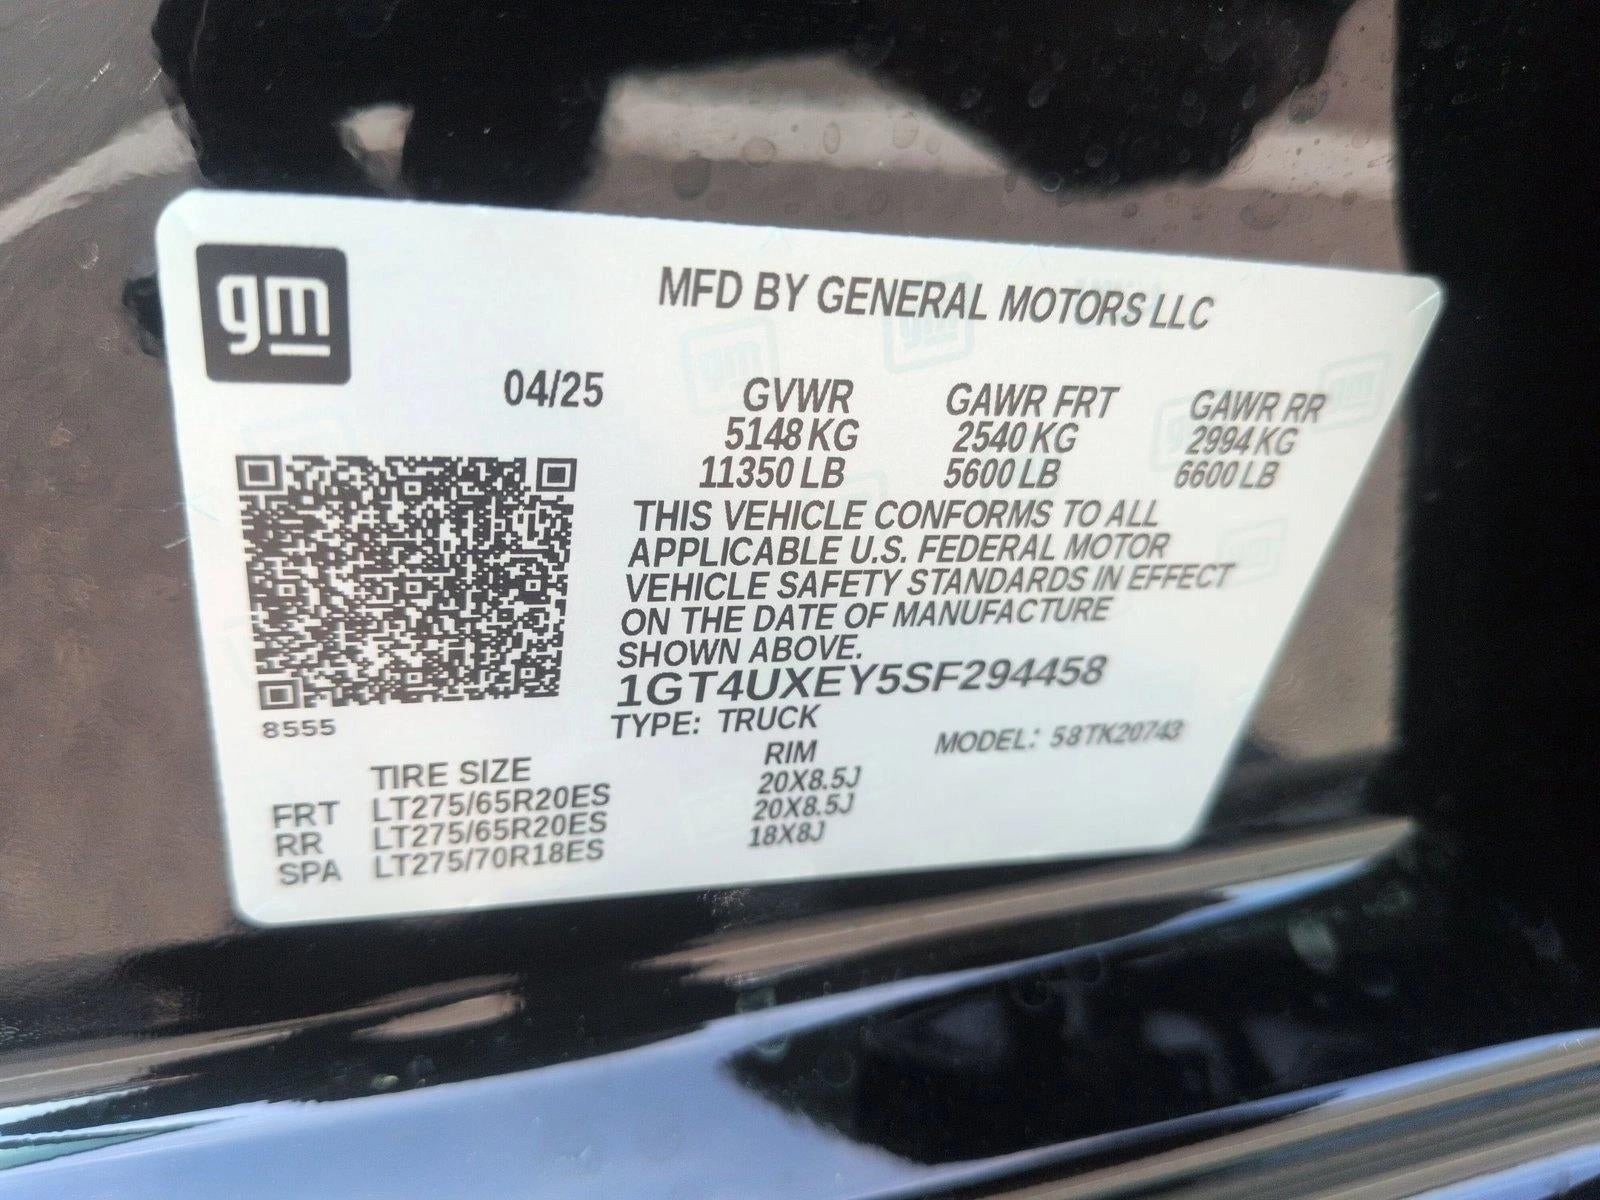 gm
MFD BY GENERAL MOTORS LLC
04/25
GVWR GAWR FRT GAWR RR
5148 KG 2540 KG 2994 KG
11350 LB 5600 LB 6600 LB
THIS VEHICLE CONFORMS TO ALL
APPLICABLE U.S. FEDERAL MOTOR
VEHICLE SAFETY STANDARDS IN EFFECT
ON THE DATE OF MANUFACTURE
SHOWN ABOVE.
1GT4UXEY5SF294458
8555
TYPE: TRUCK MODEL: 58TK20743
TIRE SIZE RIM
FRT LT275/65R20ES 20X8.5J
RR LT275/65R20ES 20X8.5J
SPA LT275/70R18ES 18X8J